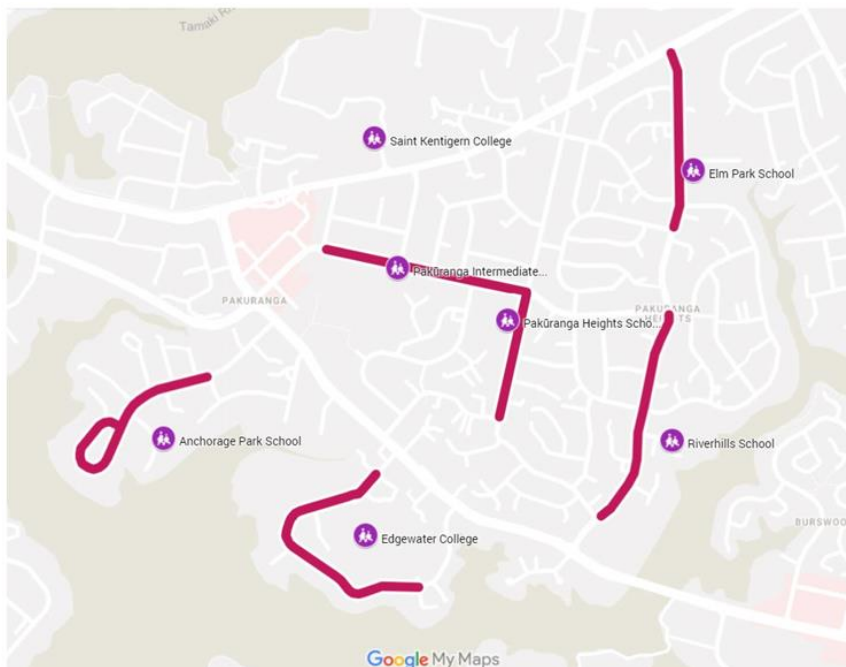 Tamaki R
Saint Kentigern College
Elm Park School
Pakūranga Intermediate...
PAKURANGA
PAKURANGA
HEIGHTS
Pakūranga Heights Scho...
Anchorage Park School
Riverhills School
BURSWOO
Edgewater College
Google My Maps